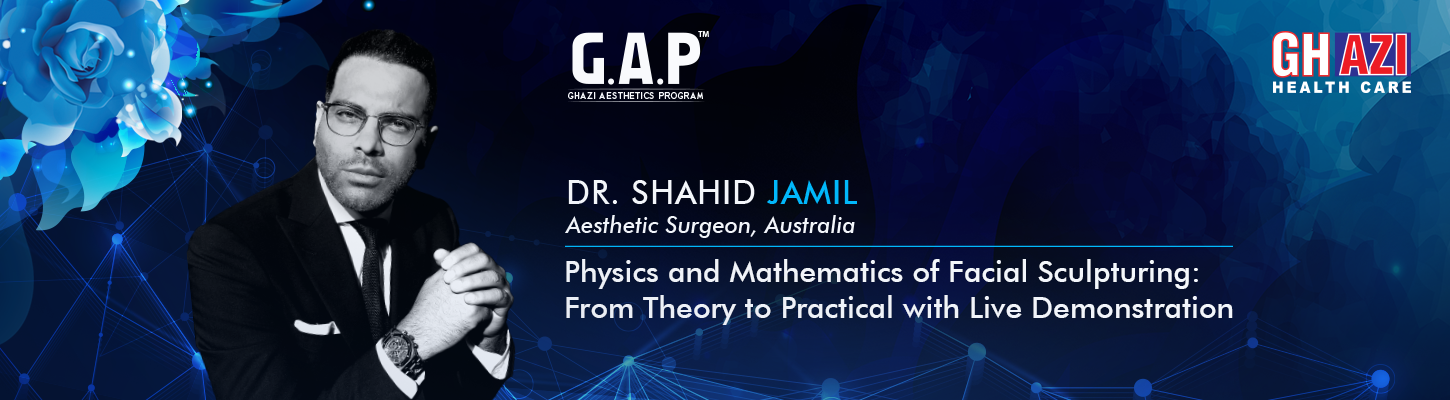 G.A.P™
GHAZI AESTHETICS PROGRAM
GHAZI
HEALTH CARE
DR. SHAHID JAMIL
Aesthetic Surgeon, Australia
Physics and Mathematics of Facial Sculpturing:
From Theory to Practical with Live Demonstration